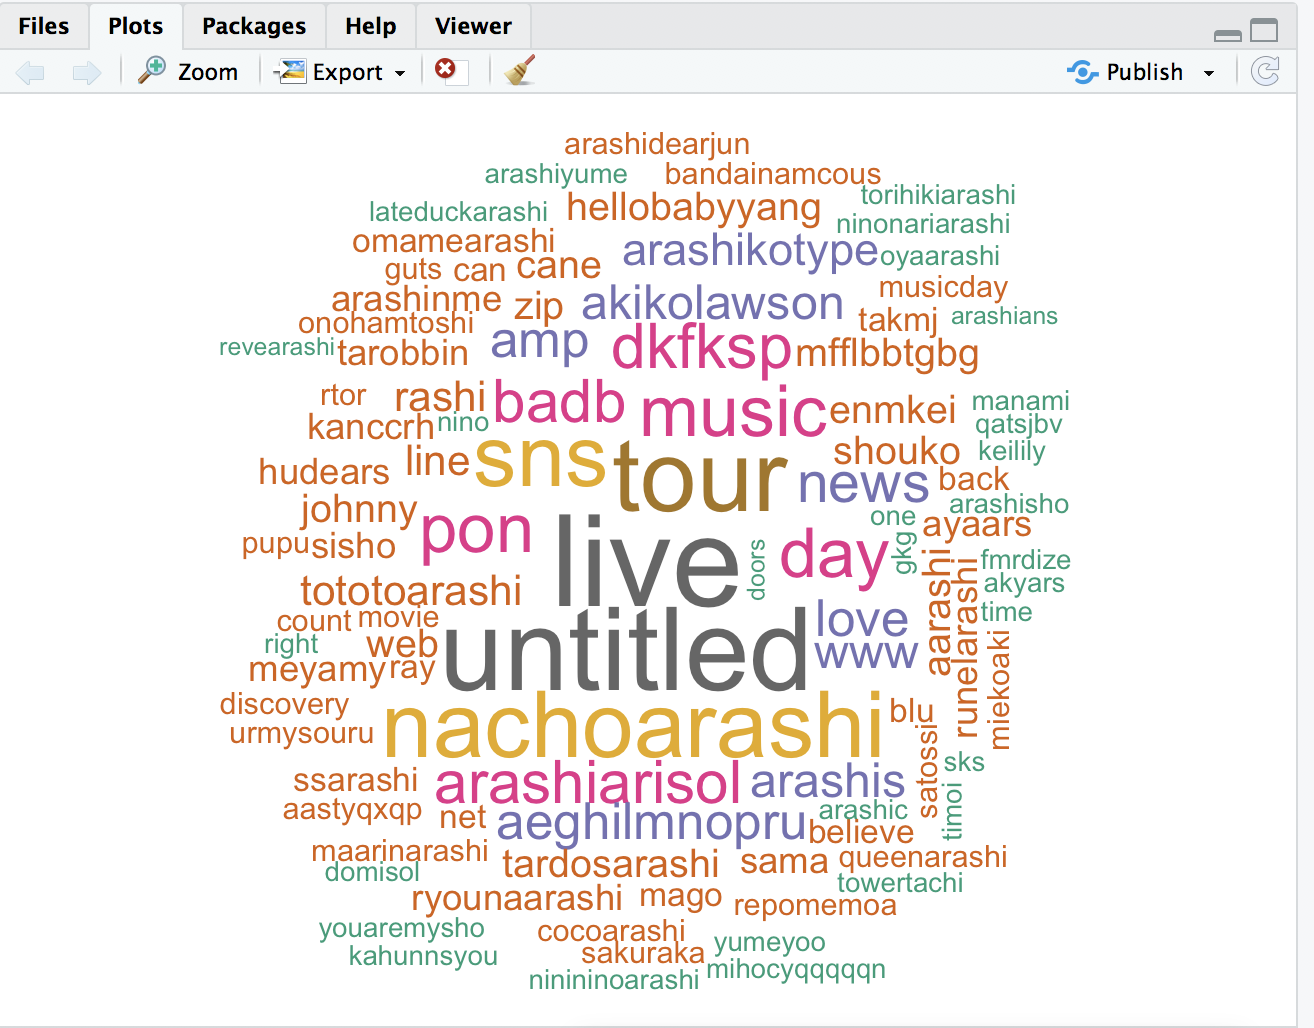 Files Plots Packages Help Viewer
Zoom Export Publish
arashidearjun
arashiyume bandainamcous
torihikiarashi
lateduckarashi hellobabyyang ninonariarashi
omamearashi arashikotype oyaarashi
guts can cane
musicday
arashinme zip akikolawson takmj arashians
onohamtoshi amp dkfksp
revearashi tarobbin mfflbbtgbg
rtor rashi badb music enmkei manami
kanccrh nino qatsjbv
hudears line sns tour shouko keilily
news back
johnny pon arashisho
one ayaars
pupu sisho live doors day gkg fmrdize
tototoarashi akyars
aarashi runelarashi
count movie love time
right web untitled www miekoaki
meyamy ray
discovery nachoarashi blu
urmysouru satossi
ssarashi arashiarisol arashis sks
aastyqxqp net aeghilmnopru arashic timoi
believe
maarinarashi tardosarashi sama queenarashi
domisol towertachi
ryounaarashi mago repomemoa
youaremysho cocoarashi yumeyoo
kahunnsyou sakuraka
ninininoarashi mihocyqqqqqn